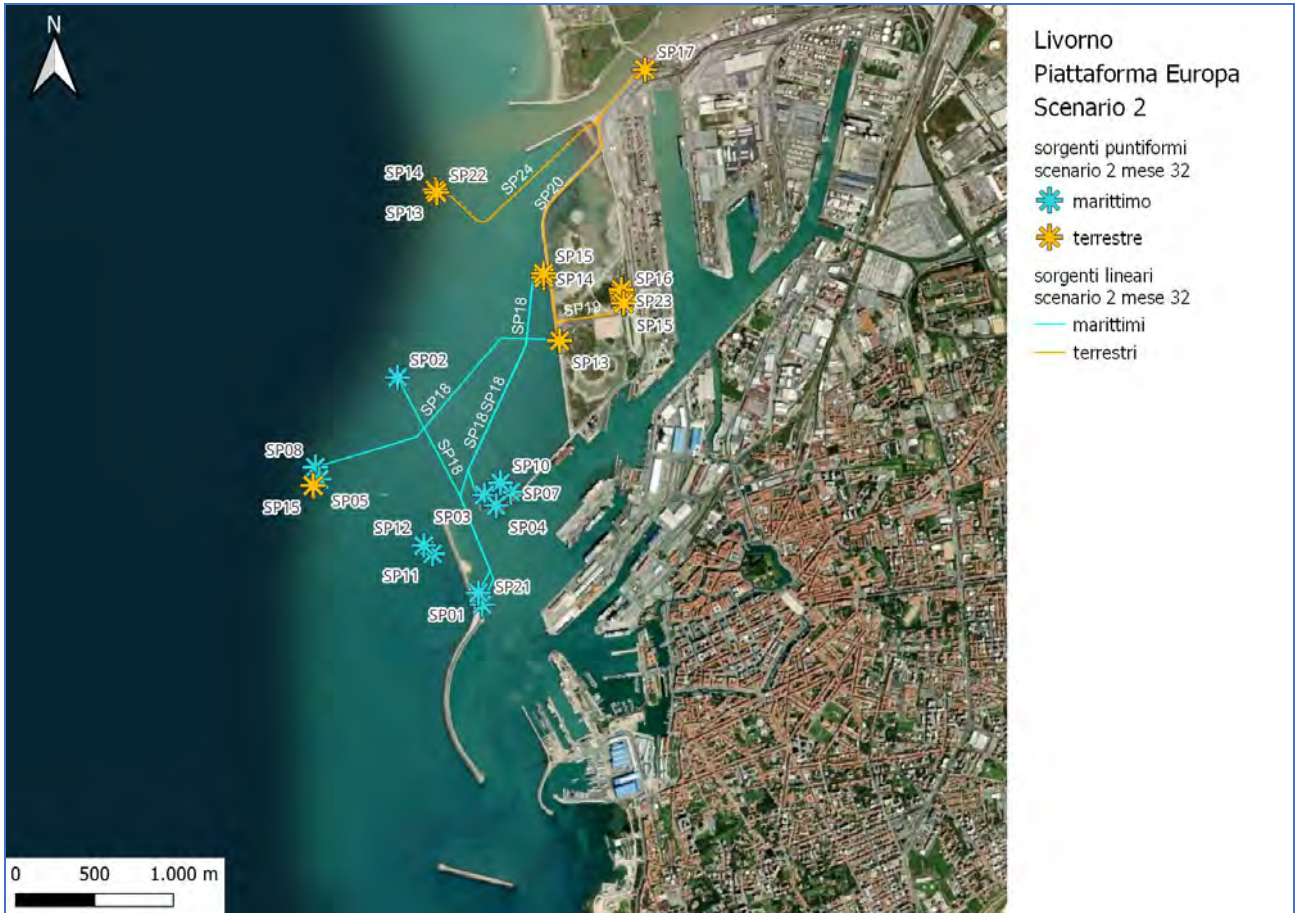 N
SP17
SP14
SP22
SP13
SP24
SP20
SP15
SP14
SP16
SP23
SP19
SP15
SP18
SP13
SP02
SP18
SP18
SP18
SP18
SP08
SP10
SP15
SP05
SP03
SP07
SP04
SP12
SP11
SP21
SP01
0 500 1.000 m
Livorno
Piattaforma Europa
Scenario 2
sorgenti puntiformi
scenario 2 mese 32
marittimo
terrestre
sorgenti lineari
scenario 2 mese 32
marittimi
terrestri